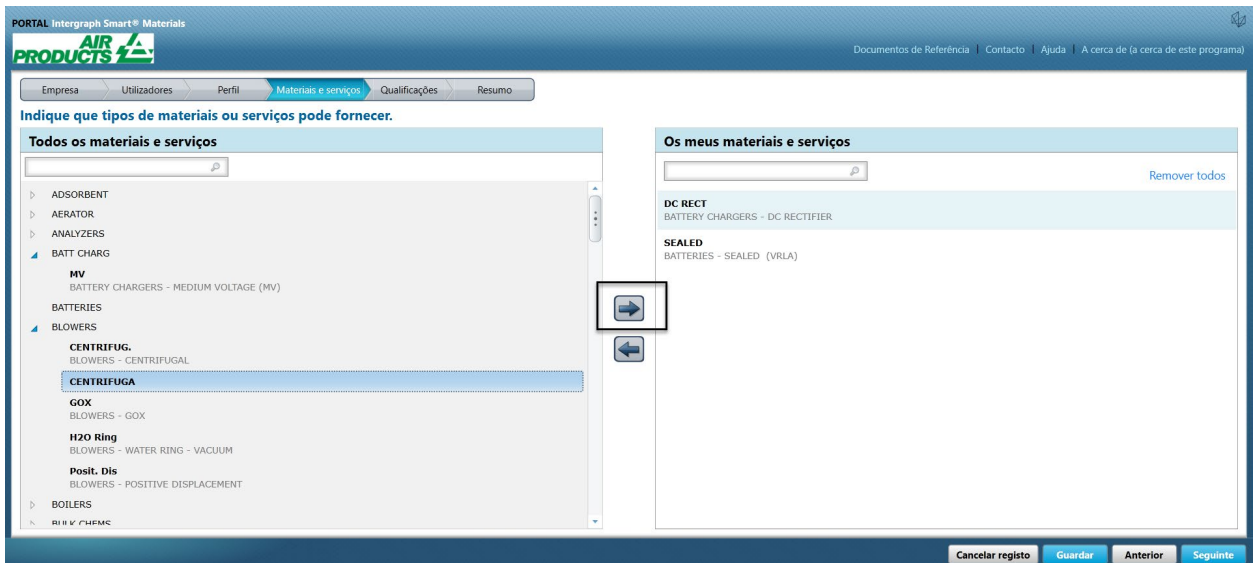 PORTAL Intergraph Smart® Materials
AIR
PRODUCTS
Documentos de Referência | Contacto | Ajuda | A cerca de (a cerca de este programa)
Empresa Utilizadores Perfil Materiais e serviços Qualificações Resumo
Indique que tipos de materiais ou serviços pode fornecer.
Todos os materiais e serviços
ADSORBENT
AERATOR
ANALYZERS
BATT CHARG
MV
BATTERY CHARGERS - MEDIUM VOLTAGE (MV)
BATTERIES
BLOWERS
CENTRIFUG.
BLOWERS - CENTRIFUGAL
CENTRIFUGA
GOX
BLOWERS - GOX
H2O Ring
BLOWERS - WATER RING - VACUUM
Posit. Dis
BLOWERS - POSITIVE DISPLACEMENT
BOILERS
BULK CHEMS
Os meus materiais e serviços
Remover todos
DC RECT
BATTERY CHARGERS - DC RECTIFIER
SEALED
BATTERIES - SEALED (VRLA)
Cancelar registo Guardar Anterior Seguinte